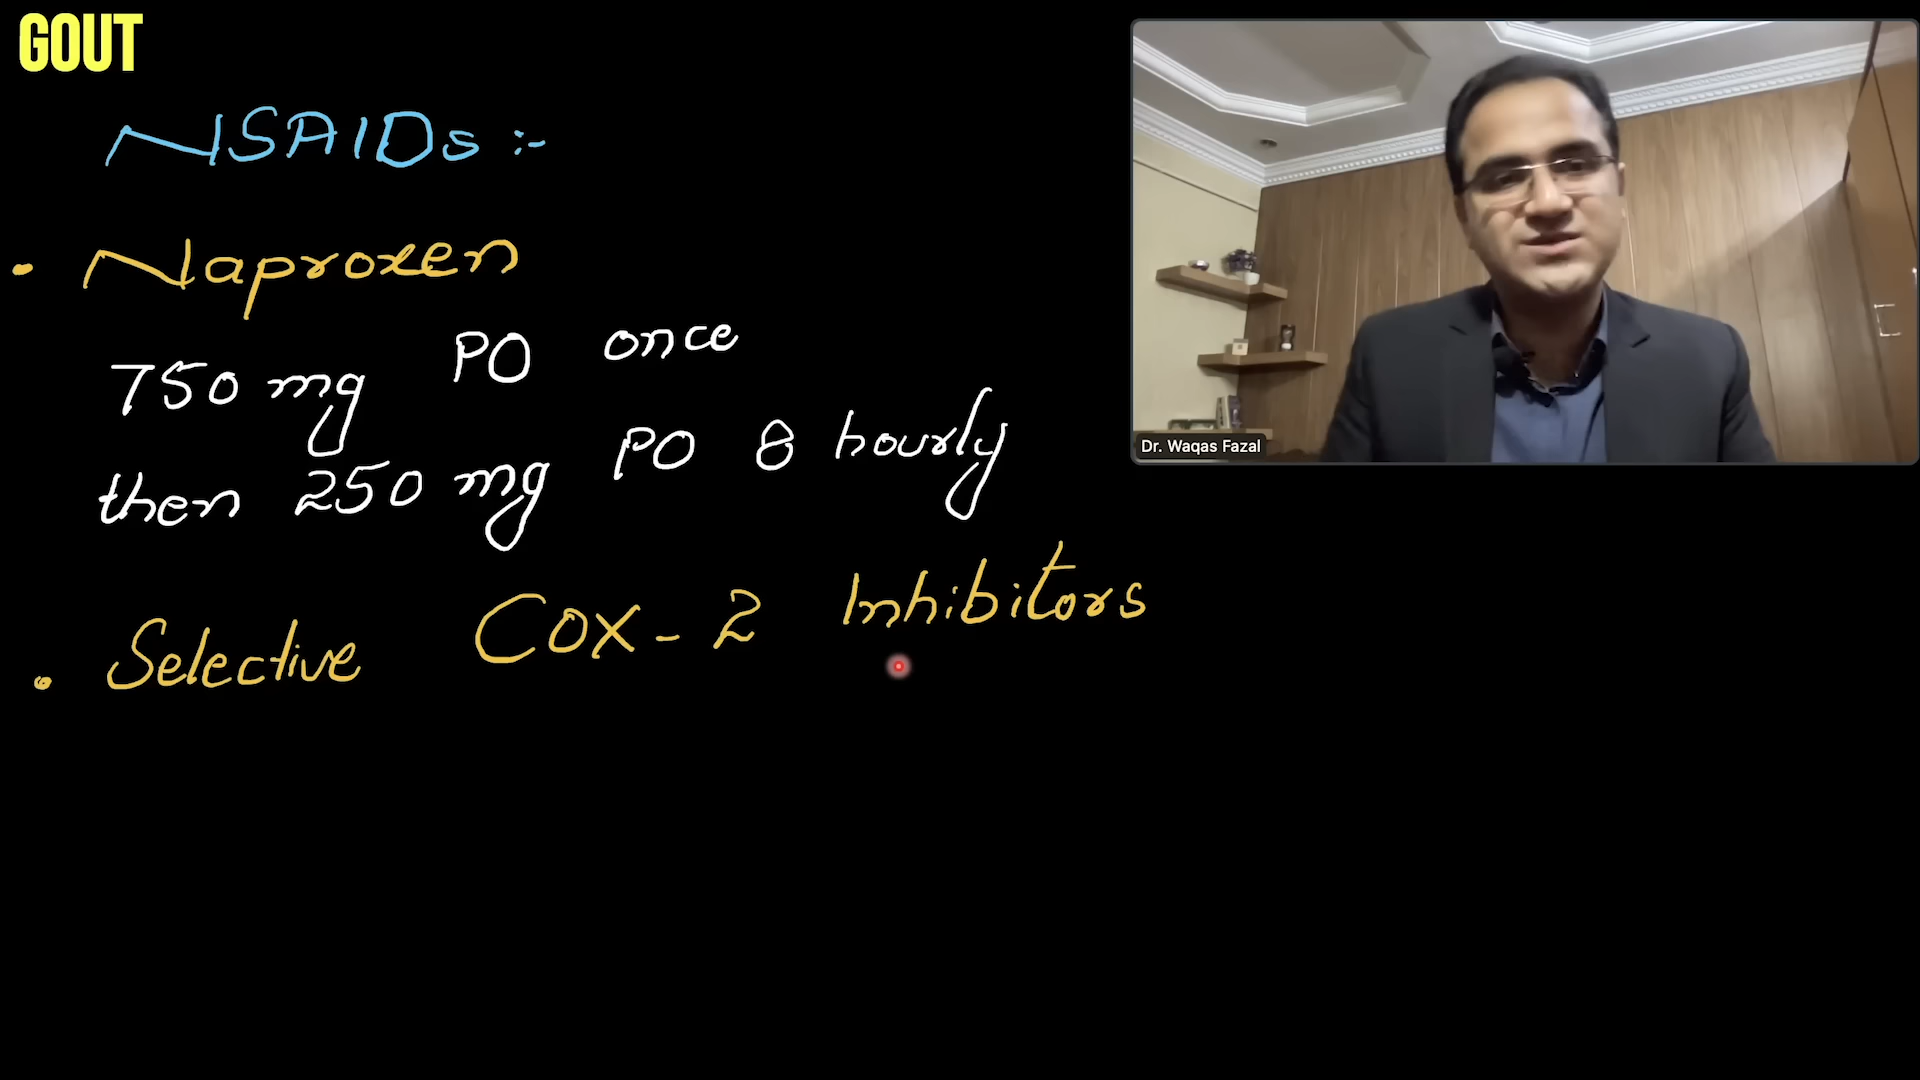 GOUT
NSAIDs :-
• Naproxen
750 mg PO once
then 250 mg PO 8 hourly
• Selective COX-2 Inhibitors
Dr. Waqas Fazal